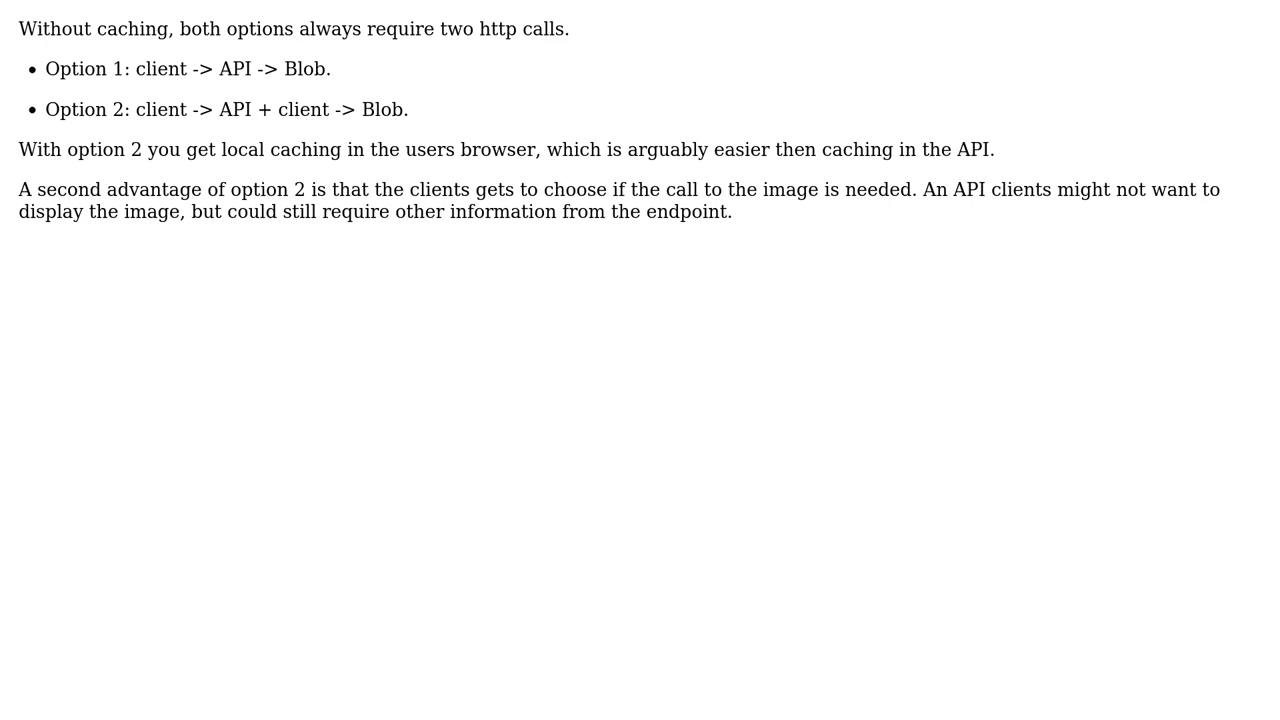 Without caching, both options always require two http calls.
• Option 1: client -> API -> Blob.
• Option 2: client -> API + client -> Blob.
With option 2 you get local caching in the users browser, which is arguably easier then caching in the API.
A second advantage of option 2 is that the clients gets to choose if the call to the image is needed. An API clients might not want to
display the image, but could still require other information from the endpoint.